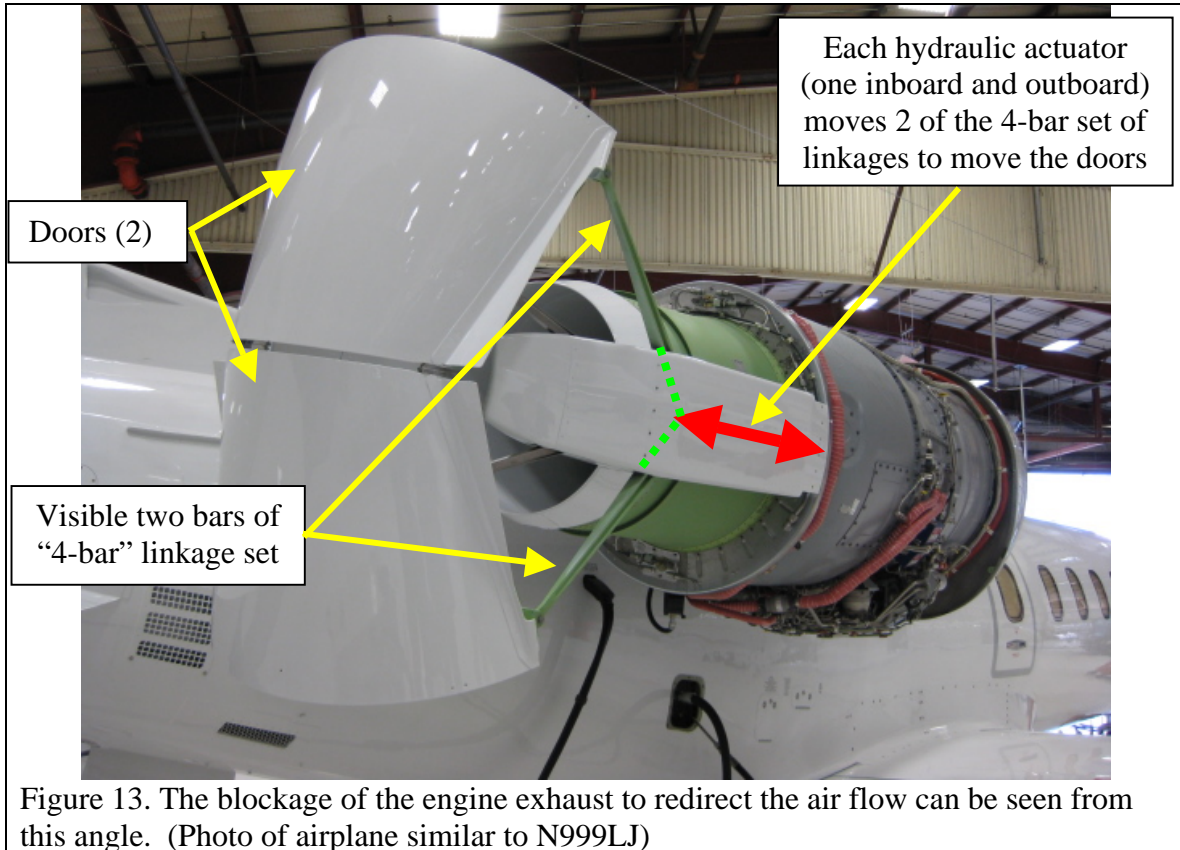 Each hydraulic actuator
(one inboard and outboard)
moves 2 of the 4-bar set of
linkages to move the doors
Doors (2)
Visible two bars of
“4-bar” linkage set
Figure 13. The blockage of the engine exhaust to redirect the air flow can be seen from
this angle.  (Photo of airplane similar to N999LJ)